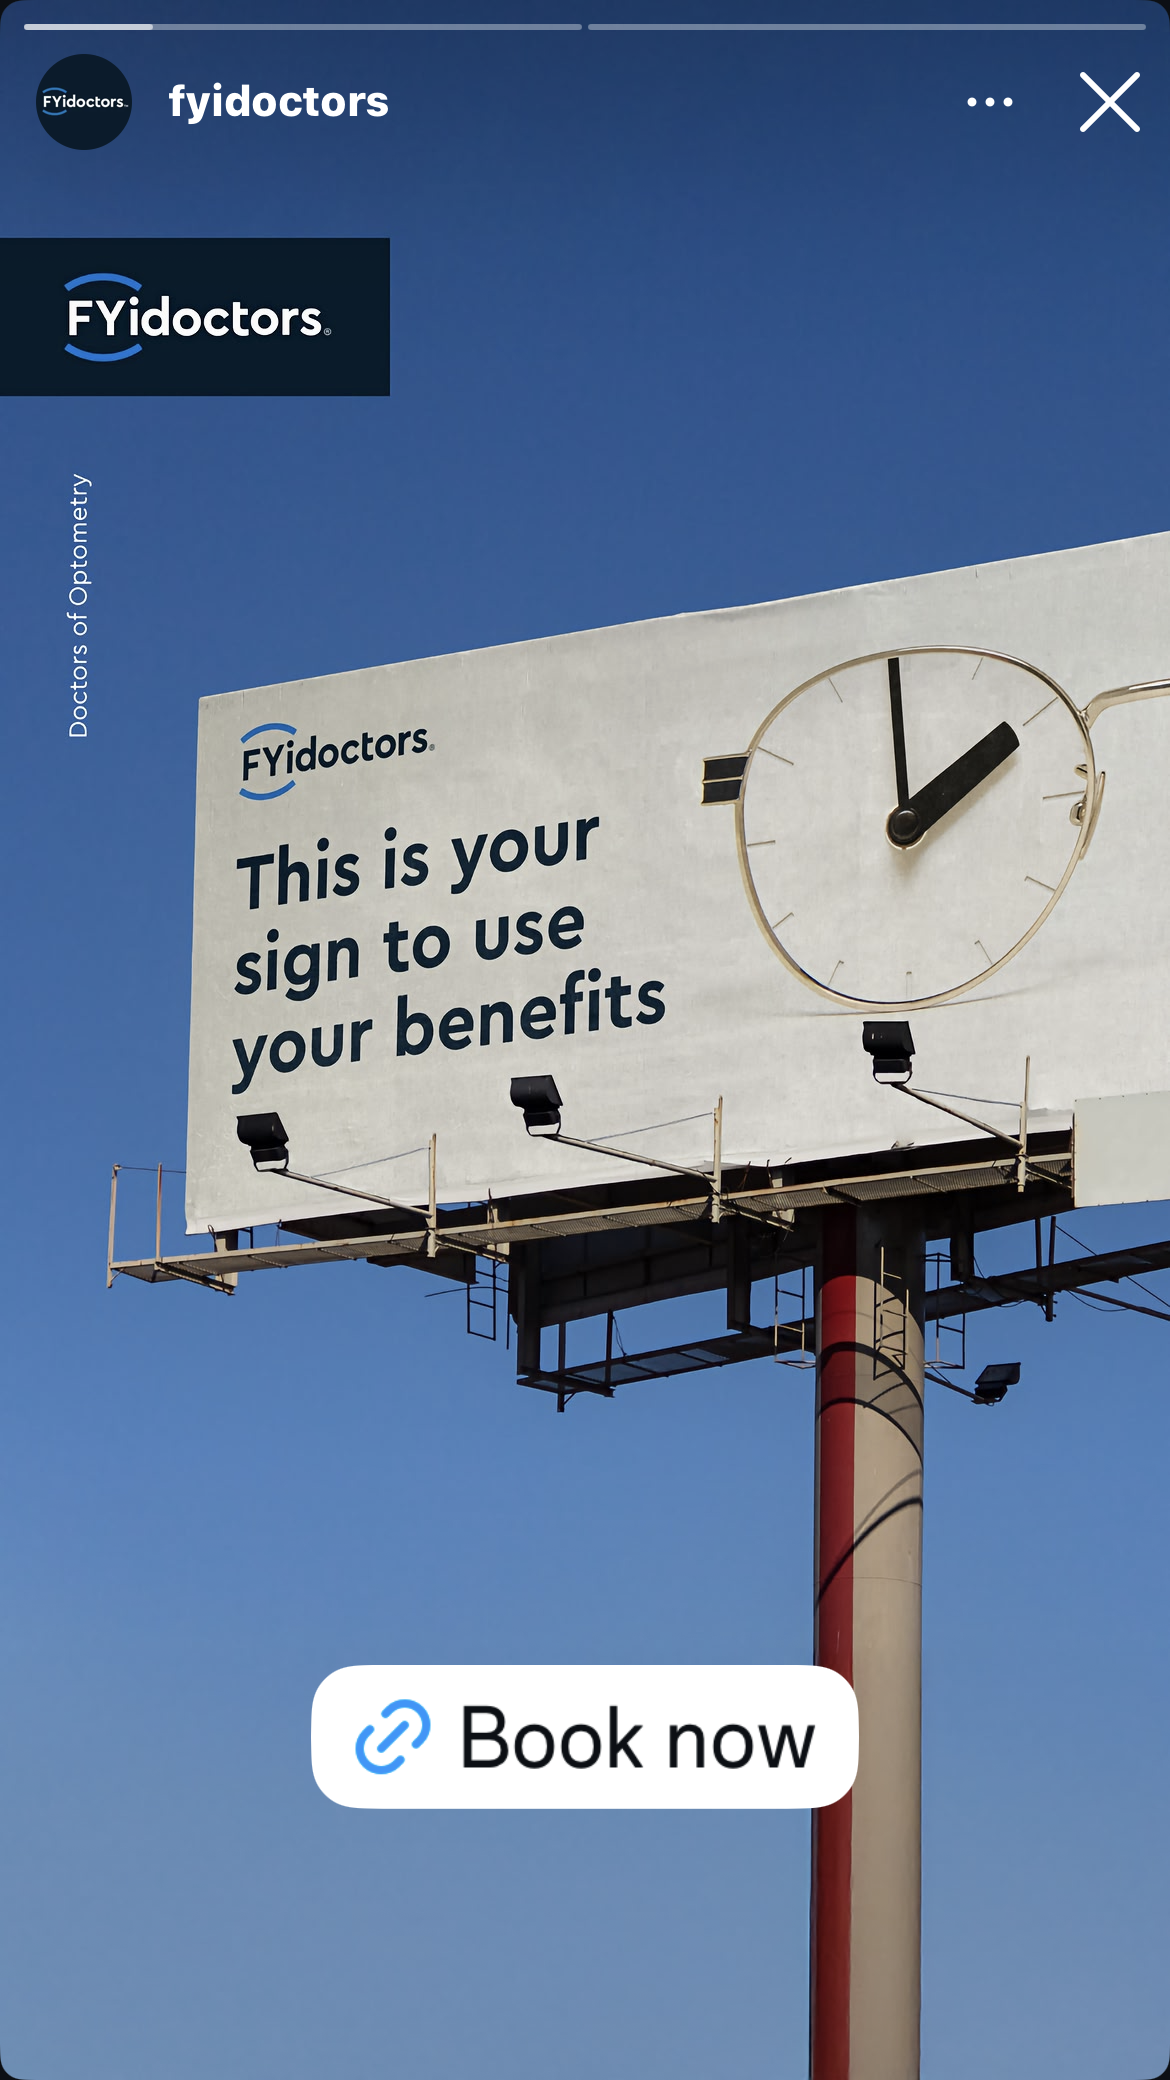 FYidoctors
fyidoctors
FYidoctors®
Doctors of Optometry
FYidoctors®
This is your
sign to use
your benefits
Book now